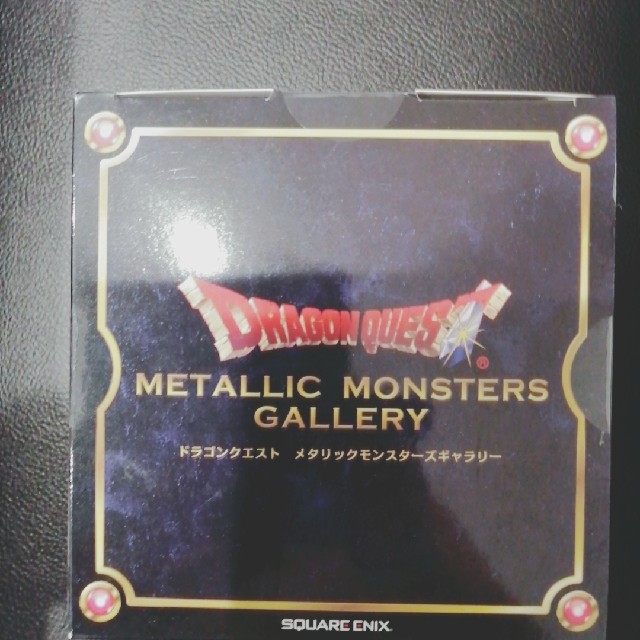 DRAGON QUEST
®
METALLIC MONSTERS
GALLERY
ドラゴンクエスト メタリックモンスターズギャラリー
SQUARE ENIX.